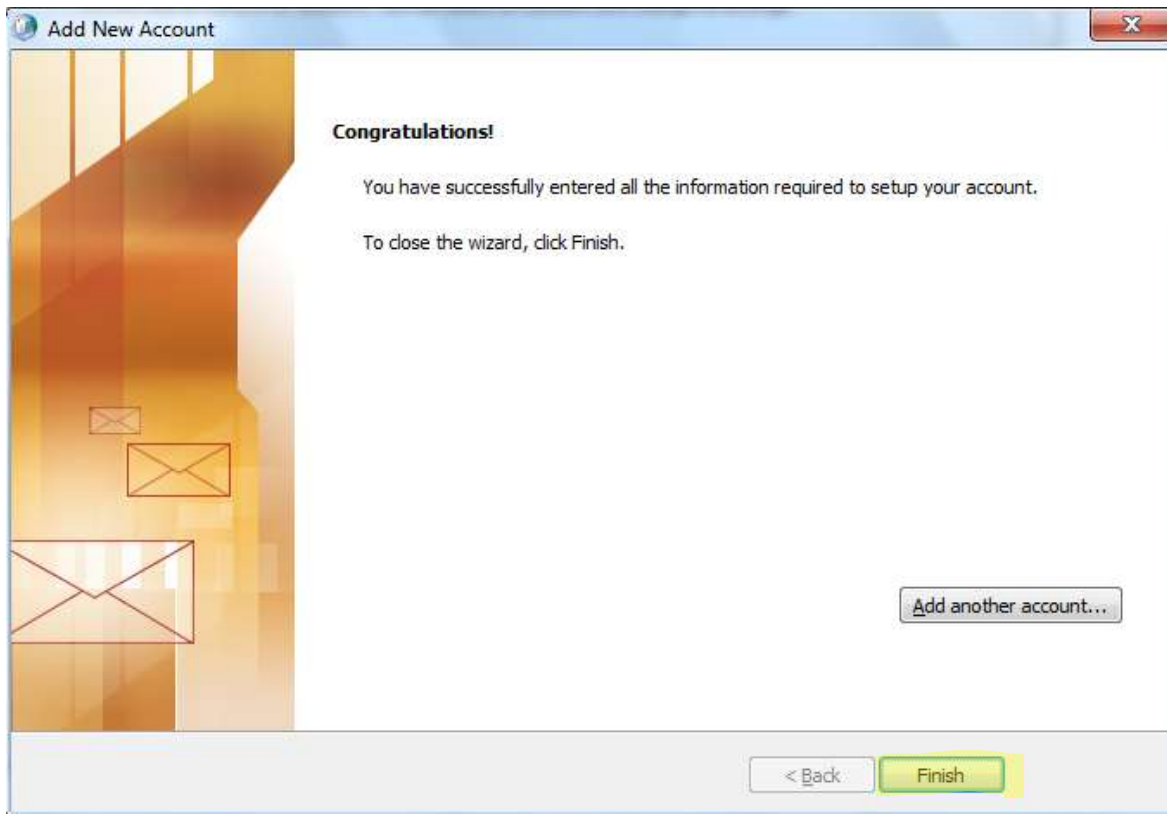 Add New Account
Congratulations!
You have successfully entered all the information required to setup your account.
To close the wizard, click Finish.
Add another account...
< Back
Finish